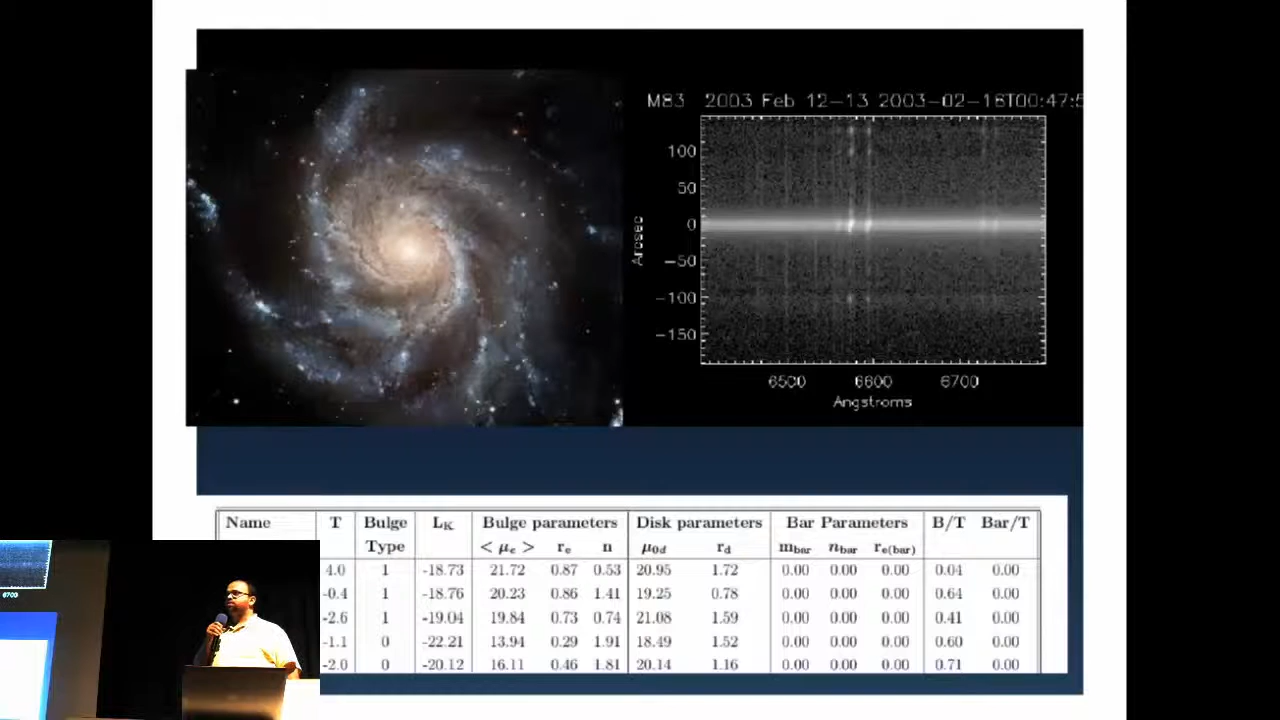 M83 2003 Feb 12-13 2003-02-16T00:47:5
100
50
0
-50
-100
-150
Arcsec
6500 6600 6700
Angstroms
Name T Bulge Type L_K Bulge parameters Disk parameters Bar Parameters B/T Bar/T
< μe > re n μ0d rd mbar nbar re(bar)
4.0 1 -18.73 21.72 0.87 0.53 20.95 1.72 0.00 0.00 0.00 0.04 0.00
-0.4 1 -18.76 20.23 0.86 1.41 19.25 0.78 0.00 0.00 0.00 0.64 0.00
-2.6 1 -19.04 19.84 0.73 0.74 21.08 1.59 0.00 0.00 0.00 0.41 0.00
-1.1 0 -22.21 13.94 0.29 1.91 18.49 1.52 0.00 0.00 0.00 0.60 0.00
-2.0 0 -20.12 16.11 0.46 1.81 20.14 1.16 0.00 0.00 0.00 0.71 0.00
6700